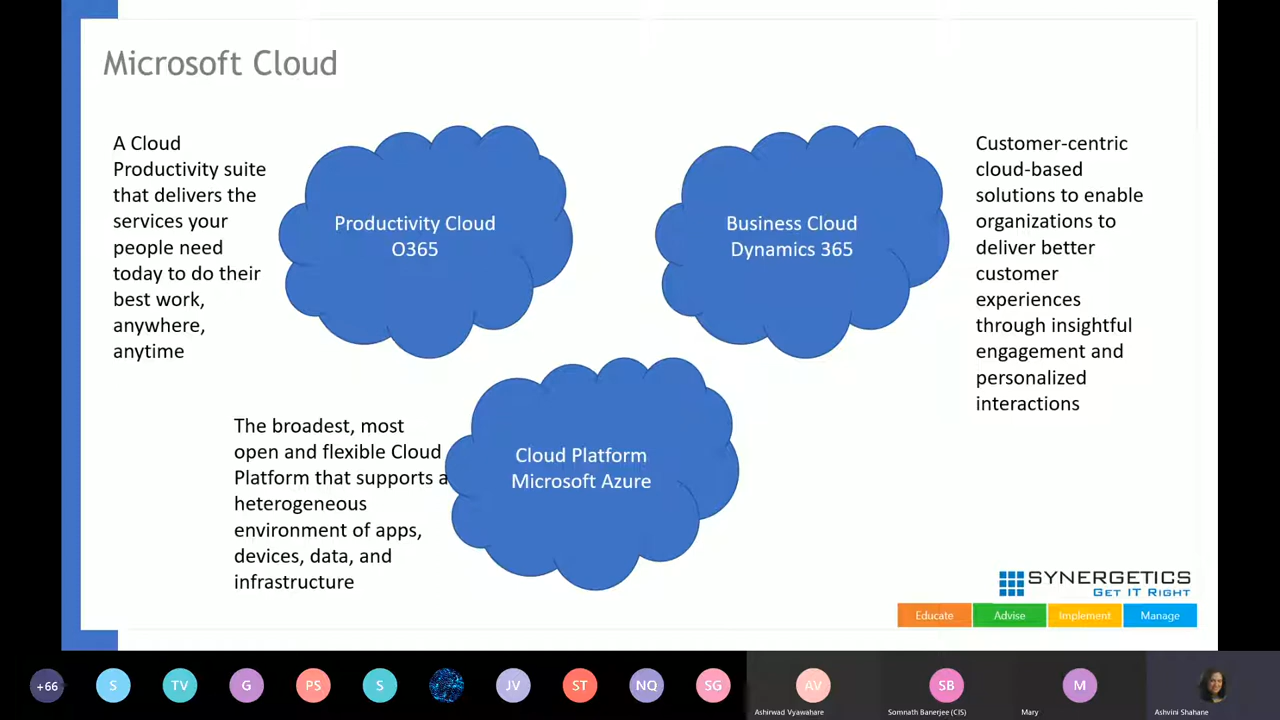 Microsoft Cloud
A Cloud
Productivity suite
that delivers the
services your
people need
today to do their
best work,
anywhere,
anytime
Productivity Cloud
O365
Business Cloud
Dynamics 365
Customer-centric
cloud-based
solutions to enable
organizations to
deliver better
customer
experiences
through insightful
engagement and
personalized
interactions
The broadest, most
open and flexible Cloud
Platform that supports a
heterogeneous
environment of apps,
devices, data, and
infrastructure
Cloud Platform
Microsoft Azure
SYNERGETICS
GET IT RIGHT
Educate Advise Implement Manage
+66 S TV G PS S JV ST NQ SG AV SB M
Ashirwad Vyawahare Somnath Banerjee (CIS) Mary Ashvini Shahane